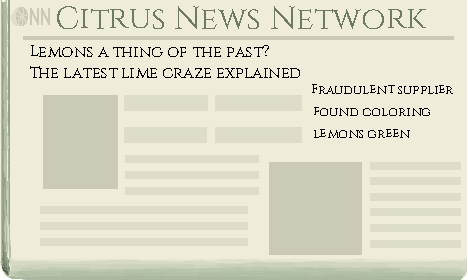 CNN CITRUS NEWS NETWORK
LEMONS A THING OF THE PAST?
THE LATEST LIME CRAZE EXPLAINED
FRAUDULENT SUPPLIER
FOUND COLORING
LEMONS GREEN